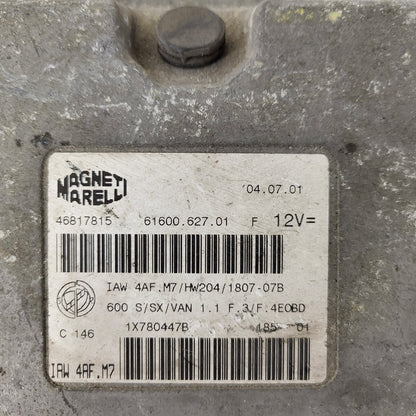 MAGNETI MARELLI
'04.07.01
46817815 61600.627.01 F 12V=
IAW 4AF.M7/HW204/1807-07B
600 S/SX/VAN 1.1 F.3/F.4EOBD
C 146 1X780447B 185 01
IAW 4AF.M7